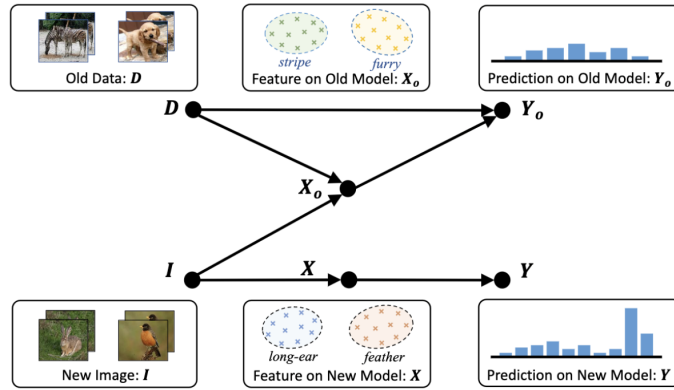 stripe
furry
Old Data: D
Feature on Old Model: Xₒ
Prediction on Old Model: Yₒ
D
Yₒ
Xₒ
I
X
Y
long-ear
feather
New Image: I
Feature on New Model: X
Prediction on New Model: Y